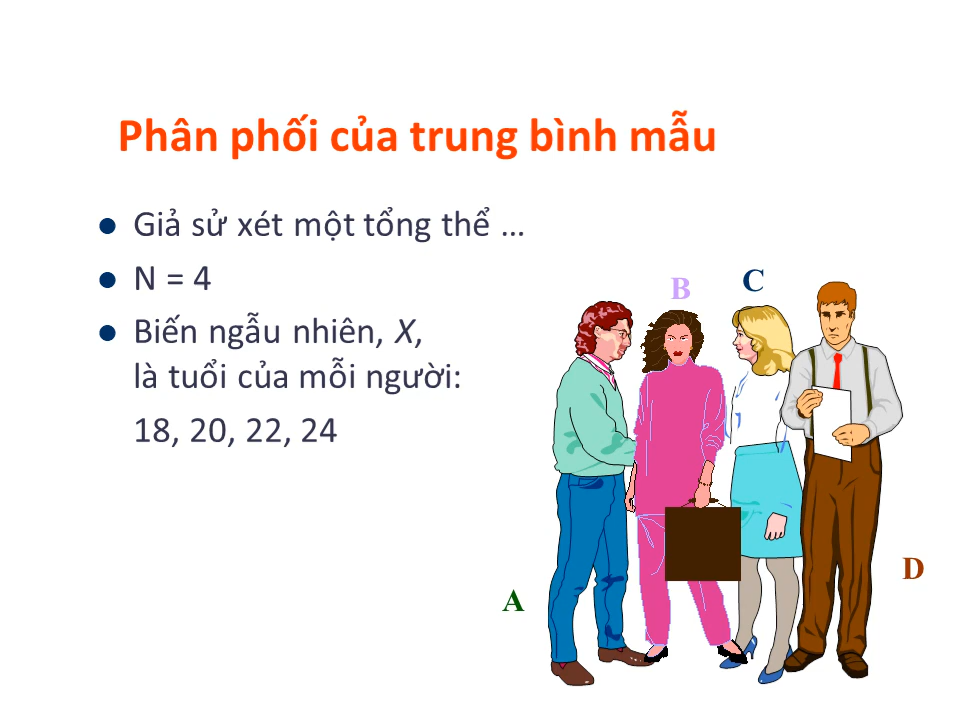 Phân phối của trung bình mẫu
● Giả sử xét một tổng thể …
● N = 4
● Biến ngẫu nhiên, X,
là tuổi của mỗi người:
18, 20, 22, 24
B
C
D
A